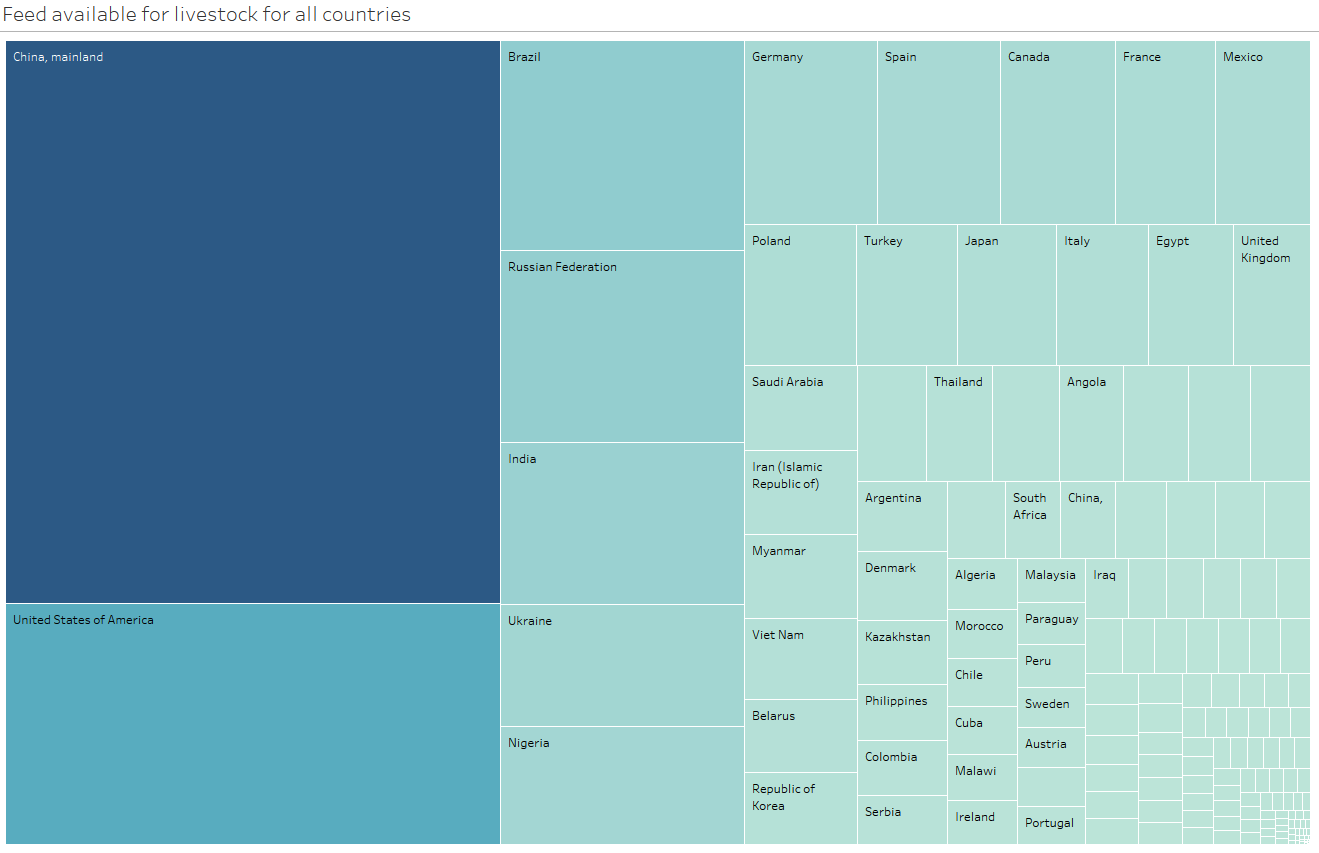 Feed available for livestock for all countries
China, mainland
United States of America
Brazil
Russian Federation
India
Ukraine
Nigeria
Germany
Spain
Canada
France
Mexico
Poland
Turkey
Japan
Italy
Egypt
United
Kingdom
Saudi Arabia
Iran (Islamic
Republic of)
Myanmar
Viet Nam
Belarus
Republic of
Korea
Thailand
Angola
Argentina
Denmark
Kazakhstan
Philippines
Colombia
Serbia
South
Africa
China,
Algeria
Morocco
Chile
Cuba
Malawi
Ireland
Malaysia
Paraguay
Peru
Sweden
Austria
Portugal
Iraq